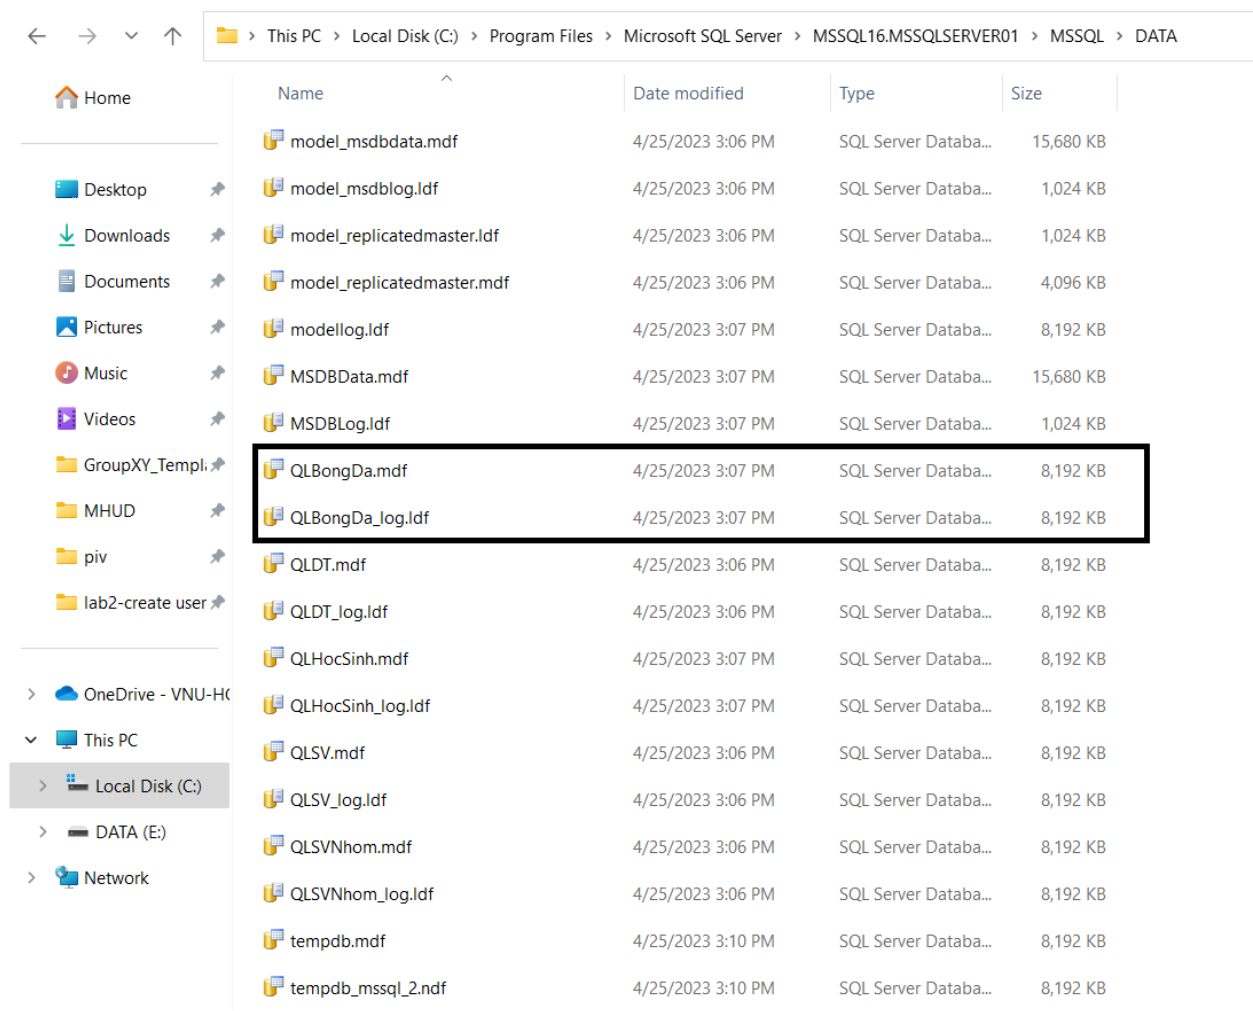 This PC > Local Disk (C:) > Program Files > Microsoft SQL Server > MSSQL16.MSSQLSERVER01 > MSSQL > DATA
Home
Desktop
Downloads
Documents
Pictures
Music
Videos
GroupXY_Templ
MHUD
piv
lab2-create user
OneDrive - VNU-HC
This PC
Local Disk (C:)
DATA (E:)
Network
Name Date modified Type Size
model_msdbdata.mdf 4/25/2023 3:06 PM SQL Server Databa... 15,680 KB
model_msdblog.ldf 4/25/2023 3:06 PM SQL Server Databa... 1,024 KB
model_replicatedmaster.ldf 4/25/2023 3:06 PM SQL Server Databa... 1,024 KB
model_replicatedmaster.mdf 4/25/2023 3:06 PM SQL Server Databa... 4,096 KB
modellog.ldf 4/25/2023 3:07 PM SQL Server Databa... 8,192 KB
MSDBData.mdf 4/25/2023 3:07 PM SQL Server Databa... 15,680 KB
MSDBLog.ldf 4/25/2023 3:07 PM SQL Server Databa... 1,024 KB
QLBongDa.mdf 4/25/2023 3:07 PM SQL Server Databa... 8,192 KB
QLBongDa_log.ldf 4/25/2023 3:07 PM SQL Server Databa... 8,192 KB
QLDT.mdf 4/25/2023 3:06 PM SQL Server Databa... 8,192 KB
QLDT_log.ldf 4/25/2023 3:06 PM SQL Server Databa... 8,192 KB
QLHocSinh.mdf 4/25/2023 3:07 PM SQL Server Databa... 8,192 KB
QLHocSinh_log.ldf 4/25/2023 3:07 PM SQL Server Databa... 8,192 KB
QLSV.mdf 4/25/2023 3:06 PM SQL Server Databa... 8,192 KB
QLSV_log.ldf 4/25/2023 3:06 PM SQL Server Databa... 8,192 KB
QLSVNhom.mdf 4/25/2023 3:06 PM SQL Server Databa... 8,192 KB
QLSVNhom_log.ldf 4/25/2023 3:06 PM SQL Server Databa... 8,192 KB
tempdb.mdf 4/25/2023 3:10 PM SQL Server Databa... 8,192 KB
tempdb_mssql_2.ndf 4/25/2023 3:10 PM SQL Server Databa... 8,192 KB